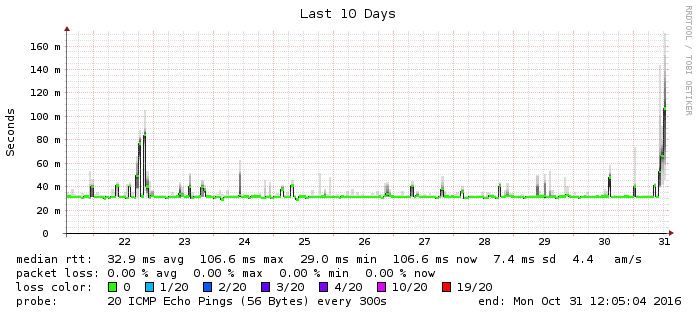 Last 10 Days
RRDTOOL / TOBI OETIKER
Seconds
160 m
140 m
120 m
100 m
80 m
60 m
40 m
20 m
0
22 23 24 25 26 27 28 29 30 31
median rtt: 32.9 ms avg 106.6 ms max 29.0 ms min 106.6 ms now 7.4 ms sd 4.4 am/s
packet loss: 0.00 % avg 0.00 % max 0.00 % min 0.00 % now
loss color: 0 1/20 2/20 3/20 4/20 10/20 19/20
probe: 20 ICMP Echo Pings (56 Bytes) every 300s end: Mon Oct 31 12:05:04 2016